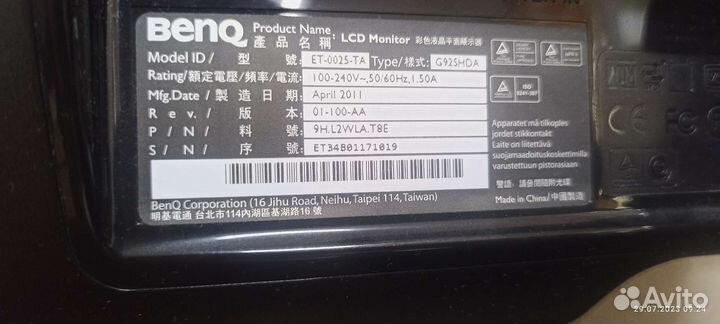 BenQ Product Name: LCD Monitor 彩色液晶平面顯示器
產品名稱:
Model ID / 型號: ET-0025-TA Type/樣式: G925HDA
Rating/額定電壓/頻率/電流: 100-240V~,50/60Hz,1.50A
Mfg.Date / 製造日期: April 2011
Rev./ 版本: 01-100-AA
P/N/ 料號: 9H.L2WLA.T8E
S/N/ 序號: ET34B01171019
BenQ Corporation (16 Jihu Road, Neihu, Taipei 114, Taiwan)
明基電通 台北市114內湖區基湖路16號
ISO
9241-307
Apparatet må tilkoples
jordet stikkontakt
Laite on liitettävä
suojamaadoituskoskettimilla
varustettuun pistorasiaan
警語: 請參閱隨附光碟
Made in China/中國製造
Avito
29.07.2023 09:24